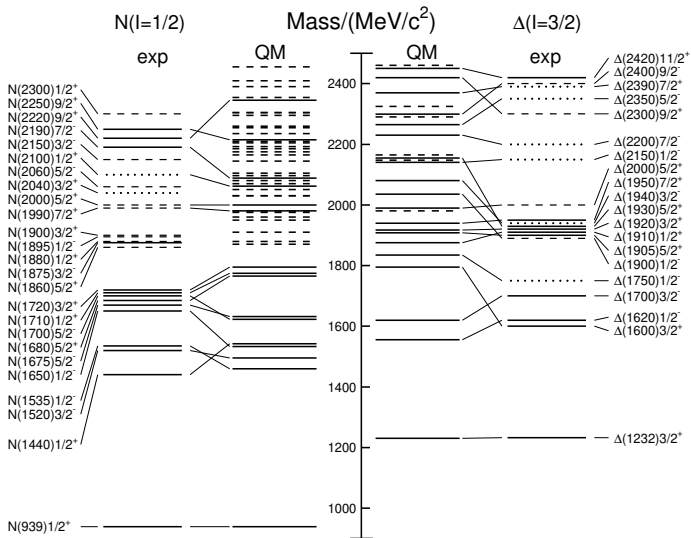 N(I=1/2) Mass/(MeV/c²) Δ(I=3/2)
exp QM QM exp
N(2300)1/2⁺
N(2250)9/2⁻
N(2220)9/2⁺
N(2190)7/2⁻
N(2150)3/2⁻
N(2100)1/2⁺
N(2060)5/2⁻
N(2040)3/2⁺
N(2000)5/2⁺
N(1990)7/2⁺
N(1900)3/2⁺
N(1895)1/2⁻
N(1880)1/2⁺
N(1875)3/2⁻
N(1860)5/2⁺
N(1720)3/2⁺
N(1710)1/2⁺
N(1700)5/2⁻
N(1680)5/2⁺
N(1675)5/2⁻
N(1650)1/2⁻
N(1535)1/2⁻
N(1520)3/2⁻
N(1440)1/2⁺
N(939)1/2⁺
2400
2200
2000
1800
1600
1400
1200
1000
Δ(2420)11/2⁺
Δ(2400)9/2⁻
Δ(2390)7/2⁺
Δ(2350)5/2⁻
Δ(2300)9/2⁺
Δ(2200)7/2⁻
Δ(2150)1/2⁻
Δ(2000)5/2⁺
Δ(1950)7/2⁺
Δ(1940)3/2⁻
Δ(1930)5/2⁻
Δ(1920)3/2⁺
Δ(1910)1/2⁺
Δ(1905)5/2⁺
Δ(1900)1/2⁻
Δ(1750)1/2⁻
Δ(1700)3/2⁻
Δ(1620)1/2⁻
Δ(1600)3/2⁺
Δ(1232)3/2⁺